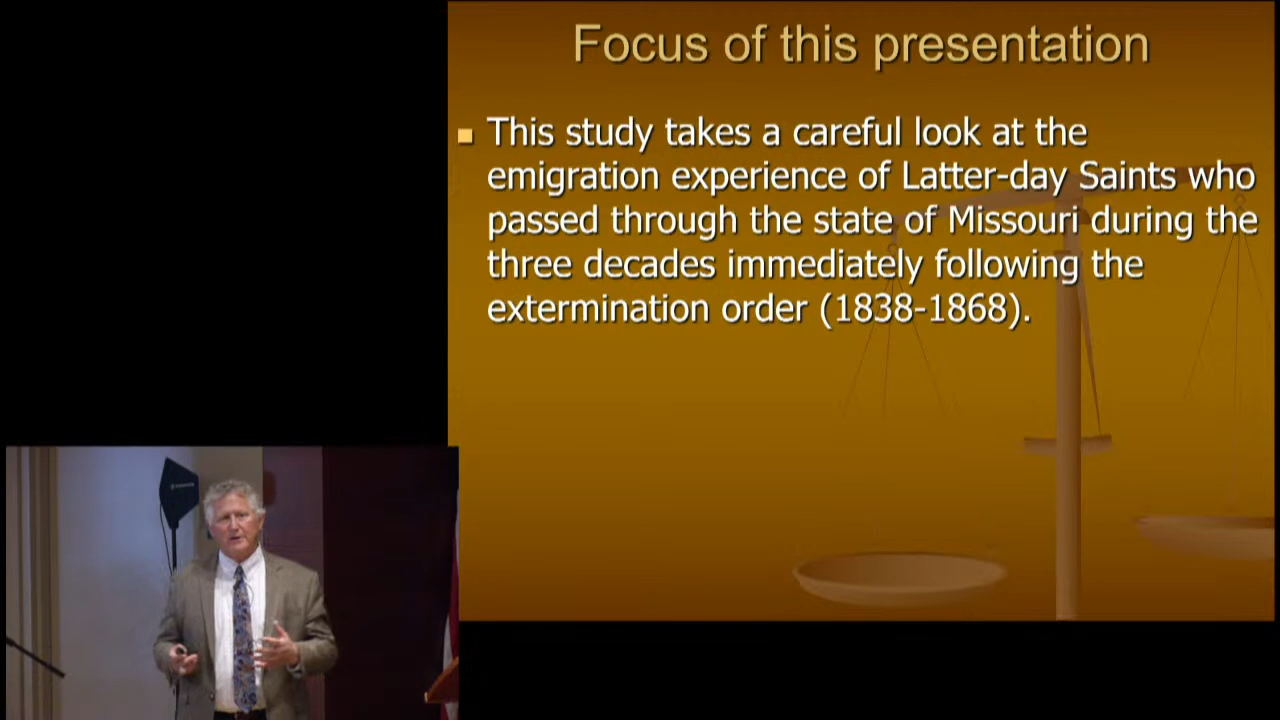 Focus of this presentation
This study takes a careful look at the
emigration experience of Latter-day Saints who
passed through the state of Missouri during the
three decades immediately following the
extermination order (1838-1868).